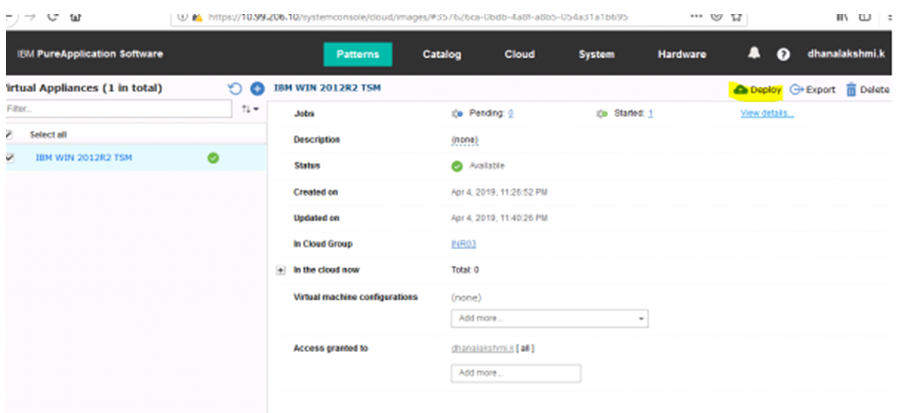 https://10.99.206.10/systemconsole/cloud/images/#357626ca-0bdb-4a8f-a8b5-054a31a1b695
IBM PureApplication Software
Patterns
Catalog
Cloud
System
Hardware
dhanalakshmi.k
irtual Appliances (1 in total)
IBM WIN 2012R2 TSM
Deploy
Export
Delete
Filter...
Jobs
Pending: 0
Started: 1
View details...
Select all
Description
(none)
IBM WIN 2012R2 TSM
Status
Available
Created on
Apr 4, 2019, 11:26:52 PM
Updated on
Apr 4, 2019, 11:40:26 PM
In Cloud Group
INR03
In the cloud now
Total: 0
Virtual machine configurations
(none)
Add more...
Access granted to
dhanalakshmi.k [ all ]
Add more...